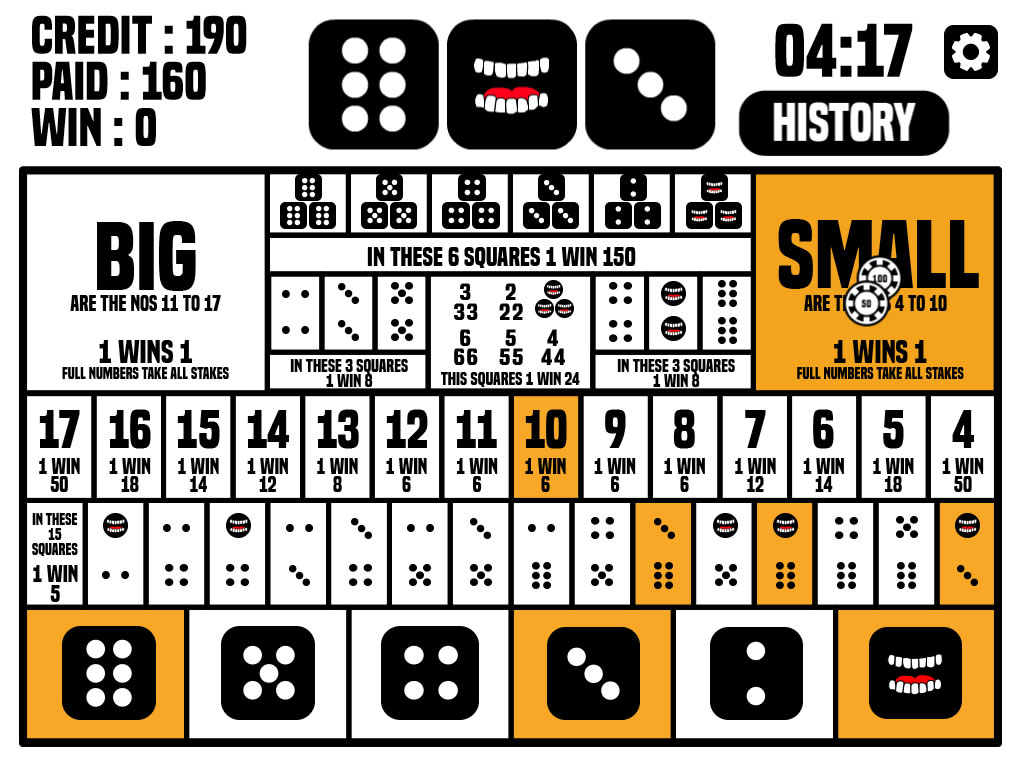 CREDIT : 190
PAID : 160
WIN : 0
04:17
HISTORY
BIG
ARE THE NOS 11 TO 17
1 WINS 1
FULL NUMBERS TAKE ALL STAKES
IN THESE 6 SQUARES 1 WIN 150
IN THESE 3 SQUARES
1 WIN 8
3 2
33 22
6 5 4
66 55 44
THIS SQUARES 1 WIN 24
IN THESE 3 SQUARES
1 WIN 8
SMALL
100
50
ARE 4 TO 10
1 WINS 1
FULL NUMBERS TAKE ALL STAKES
17 16 15 14 13 12 11 10 9 8 7 6 5 4
1 WIN 1 WIN 1 WIN 1 WIN 1 WIN 1 WIN 1 WIN 1 WIN 1 WIN 1 WIN 1 WIN 1 WIN 1 WIN 1 WIN
50 18 14 12 8 6 6 6 6 6 12 14 18 50
IN THESE
15
SQUARES
1 WIN
5